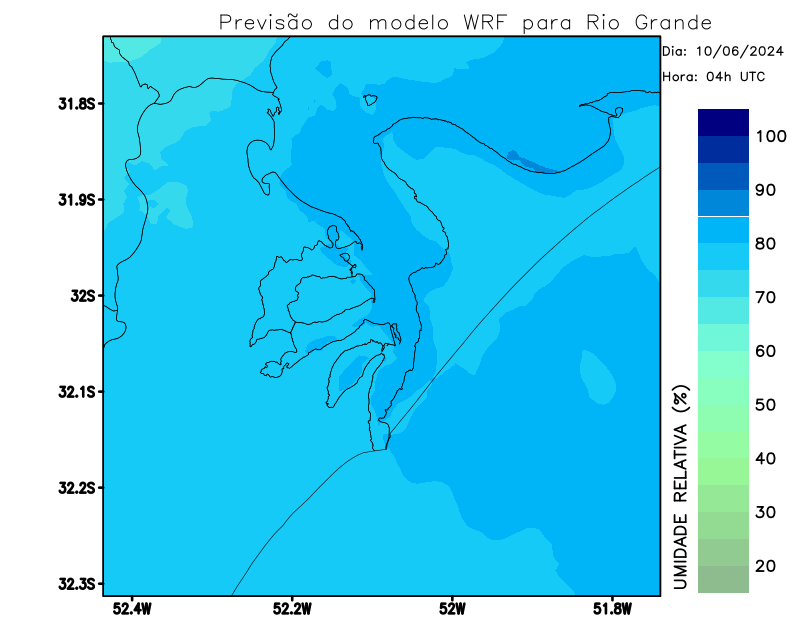 Previsão do modelo WRF para Rio Grande
Dia: 10/06/2024
Hora: 04h UTC
31.8S
31.9S
32S
32.1S
32.2S
32.3S
52.4W
52.2W
52W
51.8W
100
90
80
70
60
50
40
30
20
UMIDADE RELATIVA (%)